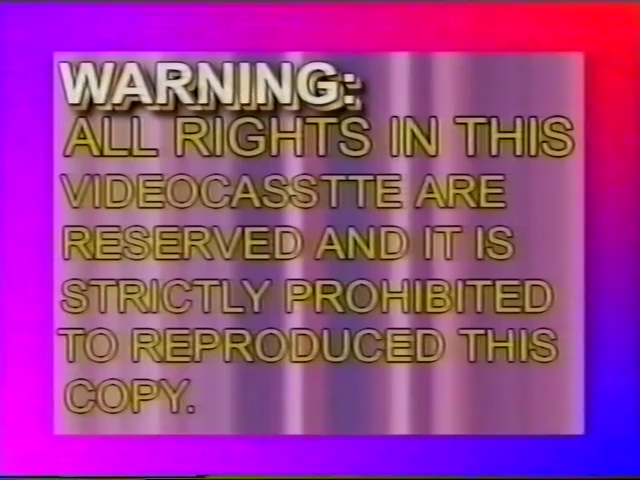 WARNING:
ALL RIGHTS IN THIS
VIDEOCASSTTE ARE
RESERVED AND IT IS
STRICTLY PROHIBITED
TO REPRODUCED THIS
COPY.